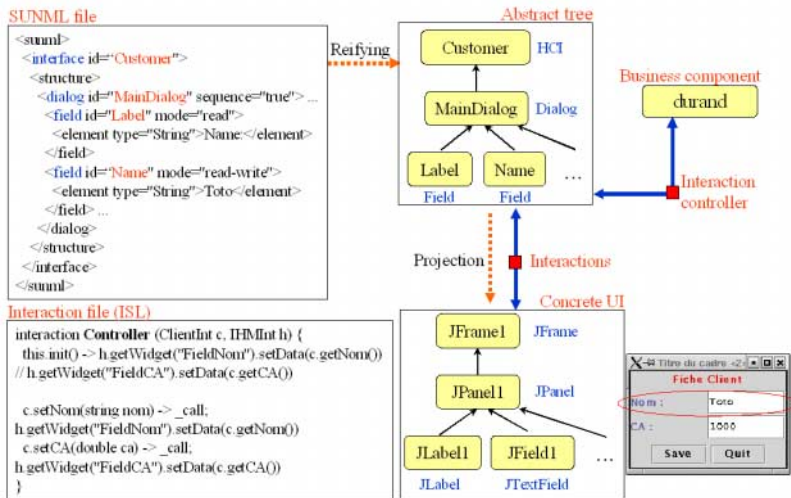 SUNML file
<sunml>
<interface id="Customer">
<structure>
<dialog id="MainDialog" sequence="true"> ...
<field id="Label" mode="read">
<element type="String">Name:</element>
</field>
<field id="Name" mode="read-write">
<element type="String">Toto</element>
</field> ...
</dialog>
</structure>
</interface>
</sunml>
Reifying
Abstract tree
Customer HCI
MainDialog Dialog
Label Name ...
Field Field
Business component
durand
Interaction
controller
Projection
Interactions
Interaction file (ISL)
interaction Controller (ClientInt c, IHMInt h) {
this.init() -> h.getWidget("FieldNom").setData(c.getNom())
// h.getWidget("FieldCA").setData(c.getCA())
c.setNom(string nom) -> _call;
h.getWidget("FieldNom").setData(c.getNom())
c.setCA(double ca) -> _call;
h.getWidget("FieldCA").setData(c.getCA())
}
Concrete UI
JFrame1 JFrame
JPanel1 JPanel
JLabel1 JField1 ...
JLabel JTextField
Titre du cadre <2>
Fiche Client
Nom : Toto
CA : 1000
Save Quit